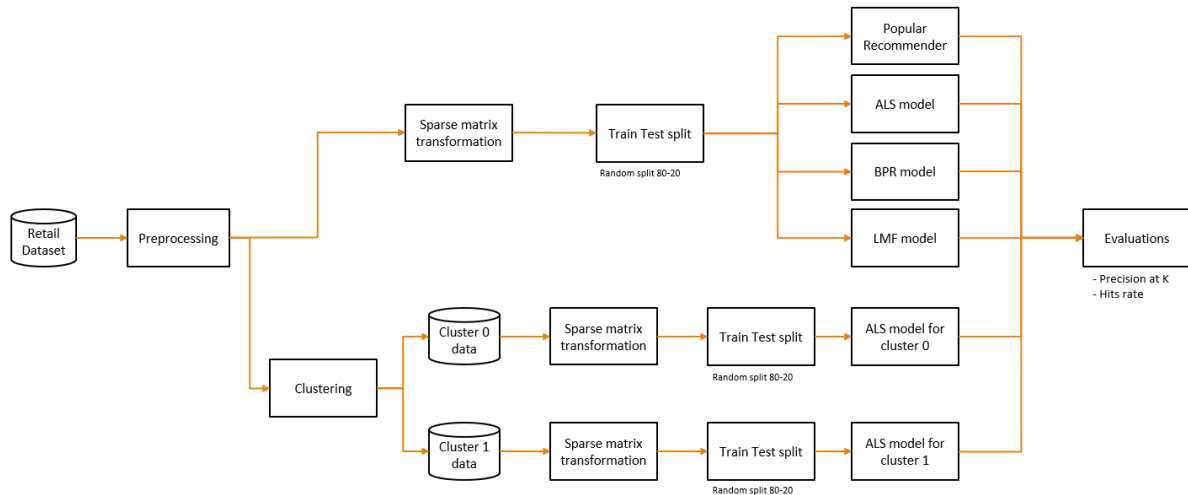 Popular
Recommender
ALS model
Sparse matrix
transformation
Train Test split
Random split 80-20
BPR model
LMF model
Retail
Dataset
Preprocessing
Evaluations
- Precision at K
- Hits rate
Cluster 0
data
Sparse matrix
transformation
Train Test split
Random split 80-20
ALS model for
cluster 0
Clustering
Cluster 1
data
Sparse matrix
transformation
Train Test split
Random split 80-20
ALS model for
cluster 1